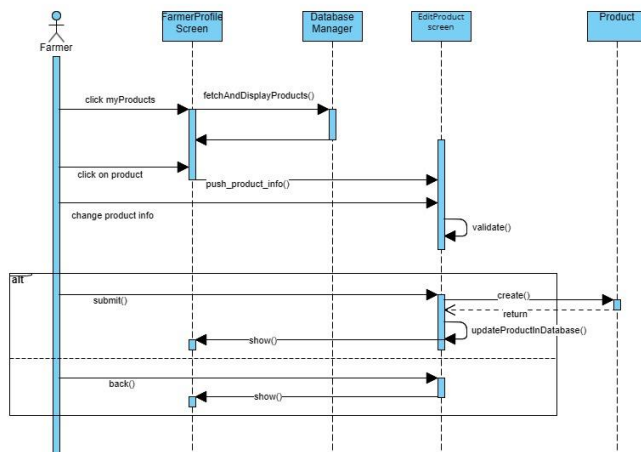 Farmer
FarmerProfile
Screen
Database
Manager
EditProduct
screen
Product
click myProducts
fetchAndDisplayProducts()
click on product
push_product_info()
change product info
validate()
alt
submit()
create()
return
updateProductInDatabase()
show()
back()
show()